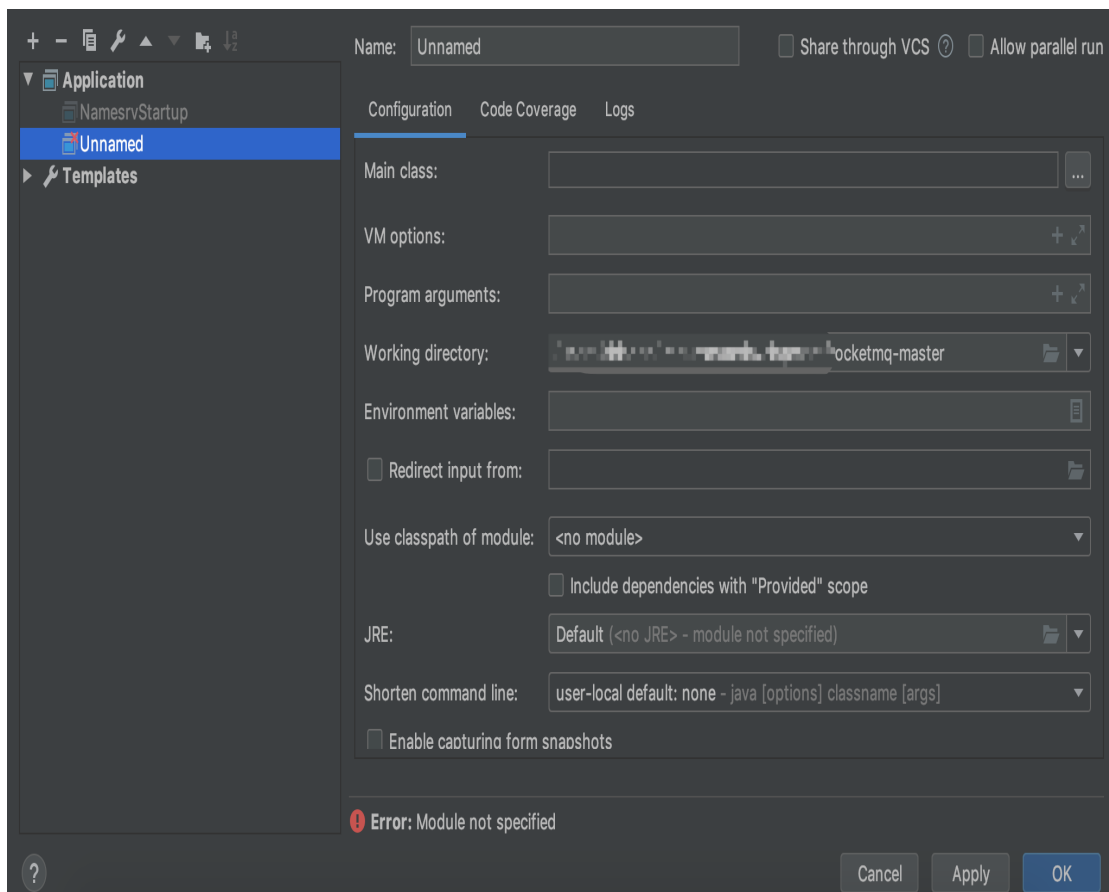 Name: Unnamed Share through VCS ? Allow parallel run
Application
NamesrvStartup
Unnamed
Templates
Configuration Code Coverage Logs
Main class: ...
VM options:
Program arguments:
Working directory: ocketmq-master
Environment variables:
Redirect input from:
Use classpath of module: <no module>
Include dependencies with "Provided" scope
JRE: Default (<no JRE> - module not specified)
Shorten command line: user-local default: none - java [options] classname [args]
Enable capturing form snapshots
Error: Module not specified
? Cancel Apply OK